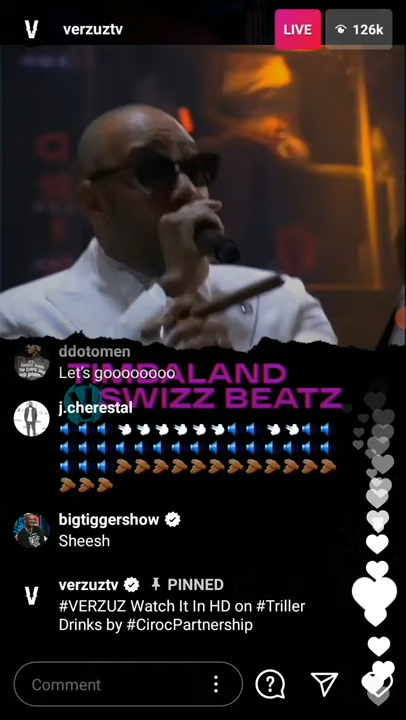 verzuztv
LIVE
126k
ddotomen
Let's goooooooo
TIMBALAND
SWIZZ BEATZ
j.cherestal
bigtiggershow
Sheesh
verzuztv PINNED
#VERZUZ Watch It In HD on #Triller
Drinks by #CirocPartnership
Comment